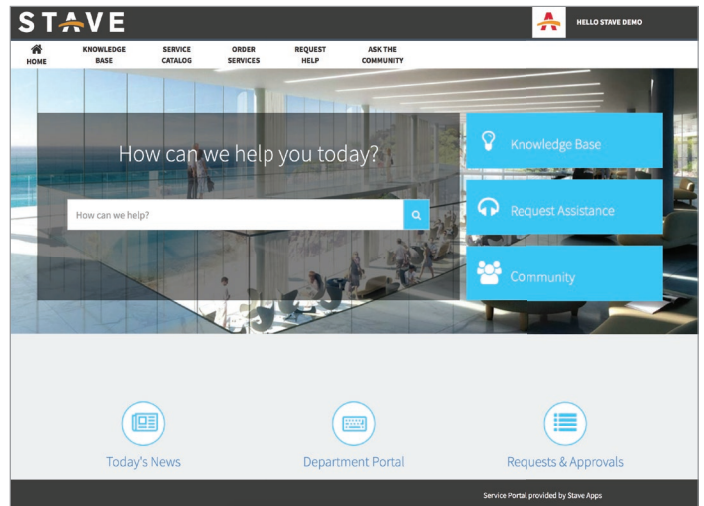 STAVE
HELLO STAVE DEMO
HOME
KNOWLEDGE
BASE
SERVICE
CATALOG
ORDER
SERVICES
REQUEST
HELP
ASK THE
COMMUNITY
How can we help you today?
How can we help?
Knowledge Base
Request Assistance
Community
Today's News
Department Portal
Requests & Approvals
Service Portal provided by Stave Apps